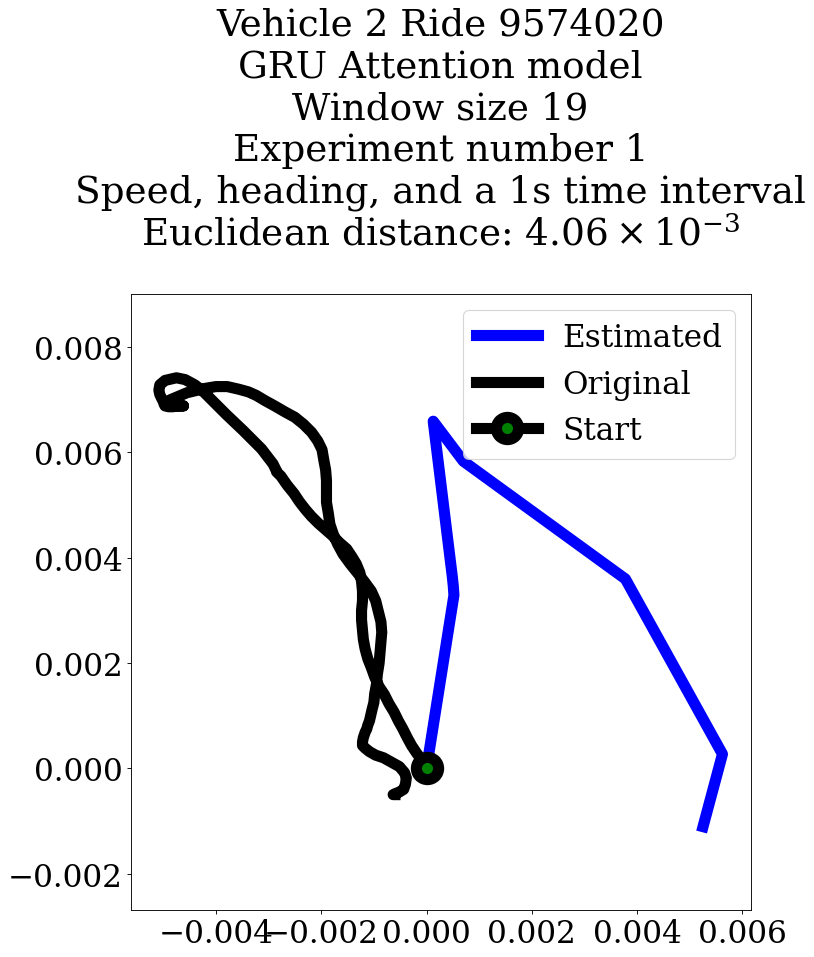 Vehicle 2 Ride 9574020
GRU Attention model
Window size 19
Experiment number 1
Speed, heading, and a 1s time interval
Euclidean distance: 4.06 × 10⁻³
Estimated
Original
Start
0.008
0.006
0.004
0.002
0.000
−0.002
−0.004 −0.002 0.000 0.002 0.004 0.006